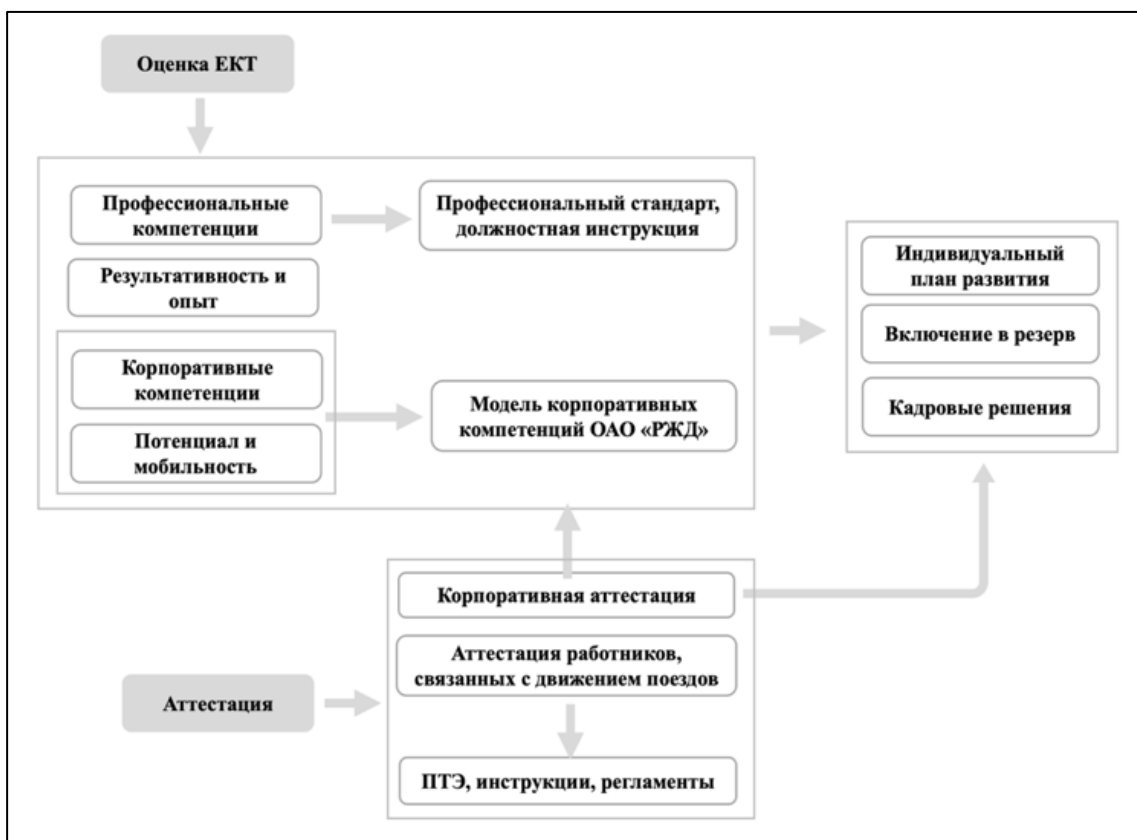 Оценка ЕКТ
Профессиональные
компетенции
Профессиональный стандарт,
должностная инструкция
Результативность и
опыт
Корпоративные
компетенции
Потенциал и
мобильность
Модель корпоративных
компетенций ОАО «РЖД»
Индивидуальный
план развития
Включение в резерв
Кадровые решения
Аттестация
Корпоративная аттестация
Аттестация работников,
связанных с движением поездов
ПТЭ, инструкции, регламенты